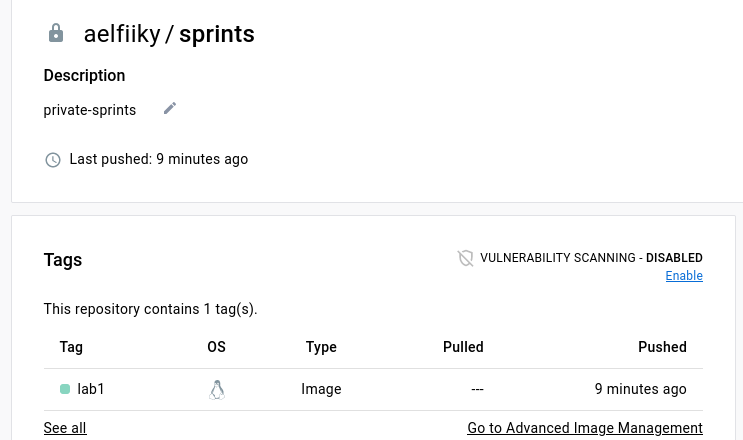 aelfiiky / sprints
Description
private-sprints
Last pushed: 9 minutes ago
Tags
VULNERABILITY SCANNING - DISABLED
Enable
This repository contains 1 tag(s).
Tag OS Type Pulled Pushed
lab1 Image --- 9 minutes ago
See all Go to Advanced Image Management